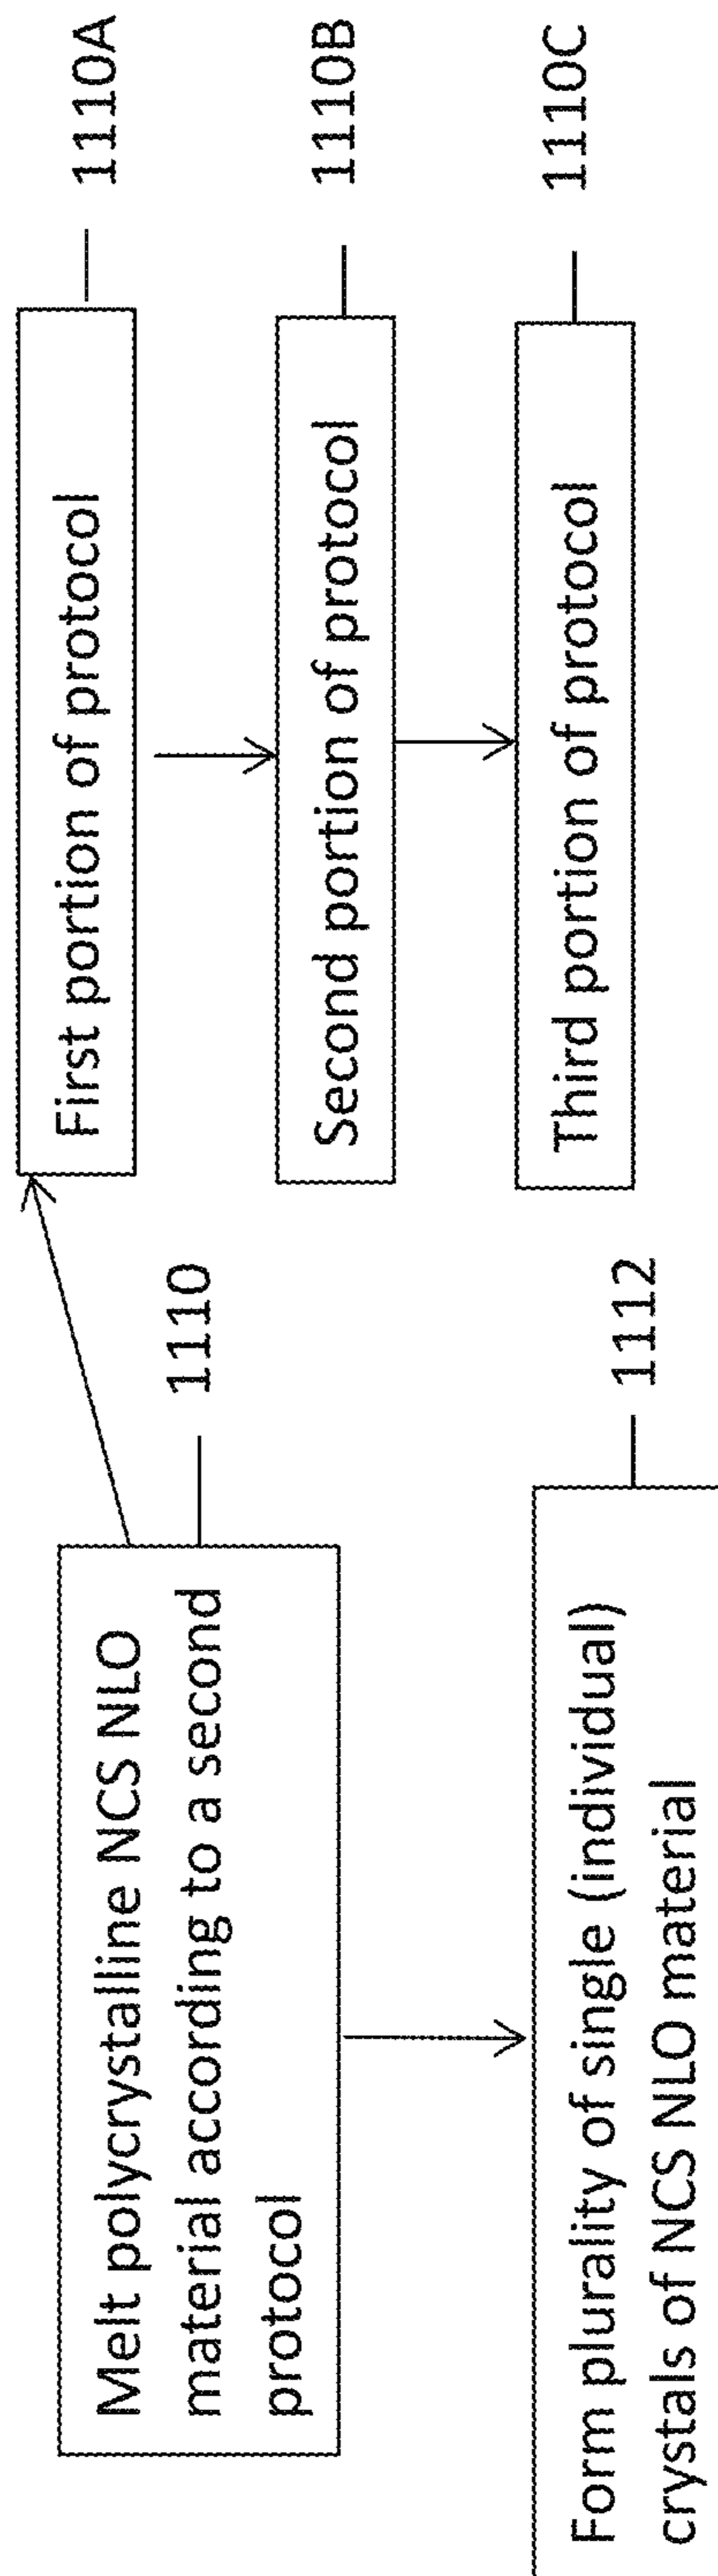 Melt polycrystalline NCS NLO
material according to a second
protocol
1110
Form plurality of single (individual)
crystals of NCS NLO material
1112
First portion of protocol
1110A
Second portion of protocol
1110B
Third portion of protocol
1110C